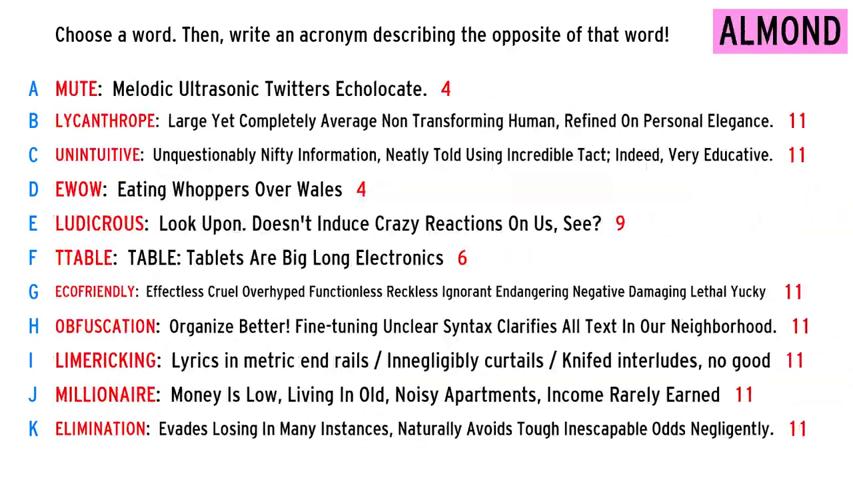 Choose a word. Then, write an acronym describing the opposite of that word!
ALMOND
A MUTE: Melodic Ultrasonic Twitters Echolocate. 4
B LYCANTHROPE: Large Yet Completely Average Non Transforming Human, Refined On Personal Elegance. 11
C UNINTUITIVE: Unquestionably Nifty Information, Neatly Told Using Incredible Tact; Indeed, Very Educative. 11
D EWOW: Eating Whoppers Over Wales 4
E LUDICROUS: Look Upon. Doesn't Induce Crazy Reactions On Us, See? 9
F TTABLE: TABLE: Tablets Are Big Long Electronics 6
G ECOFRIENDLY: Effectless Cruel Overhyped Functionless Reckless Ignorant Endangering Negative Damaging Lethal Yucky 11
H OBFUSCATION: Organize Better! Fine-tuning Unclear Syntax Clarifies All Text In Our Neighborhood. 11
I LIMERICKING: Lyrics in metric end rails / Innegligibly curtails / Knifed interludes, no good 11
J MILLIONAIRE: Money Is Low, Living In Old, Noisy Apartments, Income Rarely Earned 11
K ELIMINATION: Evades Losing In Many Instances, Naturally Avoids Tough Inescapable Odds Negligently. 11